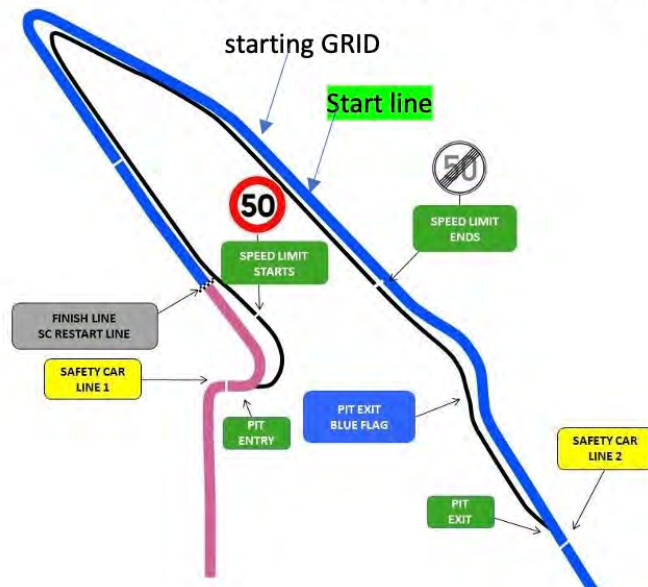 starting GRID
Start line
50
50
SPEED LIMIT
ENDS
SPEED LIMIT
STARTS
FINISH LINE
SC RESTART LINE
SAFETY CAR
LINE 1
PIT
ENTRY
PIT EXIT
BLUE FLAG
SAFETY CAR
LINE 2
PIT
EXIT